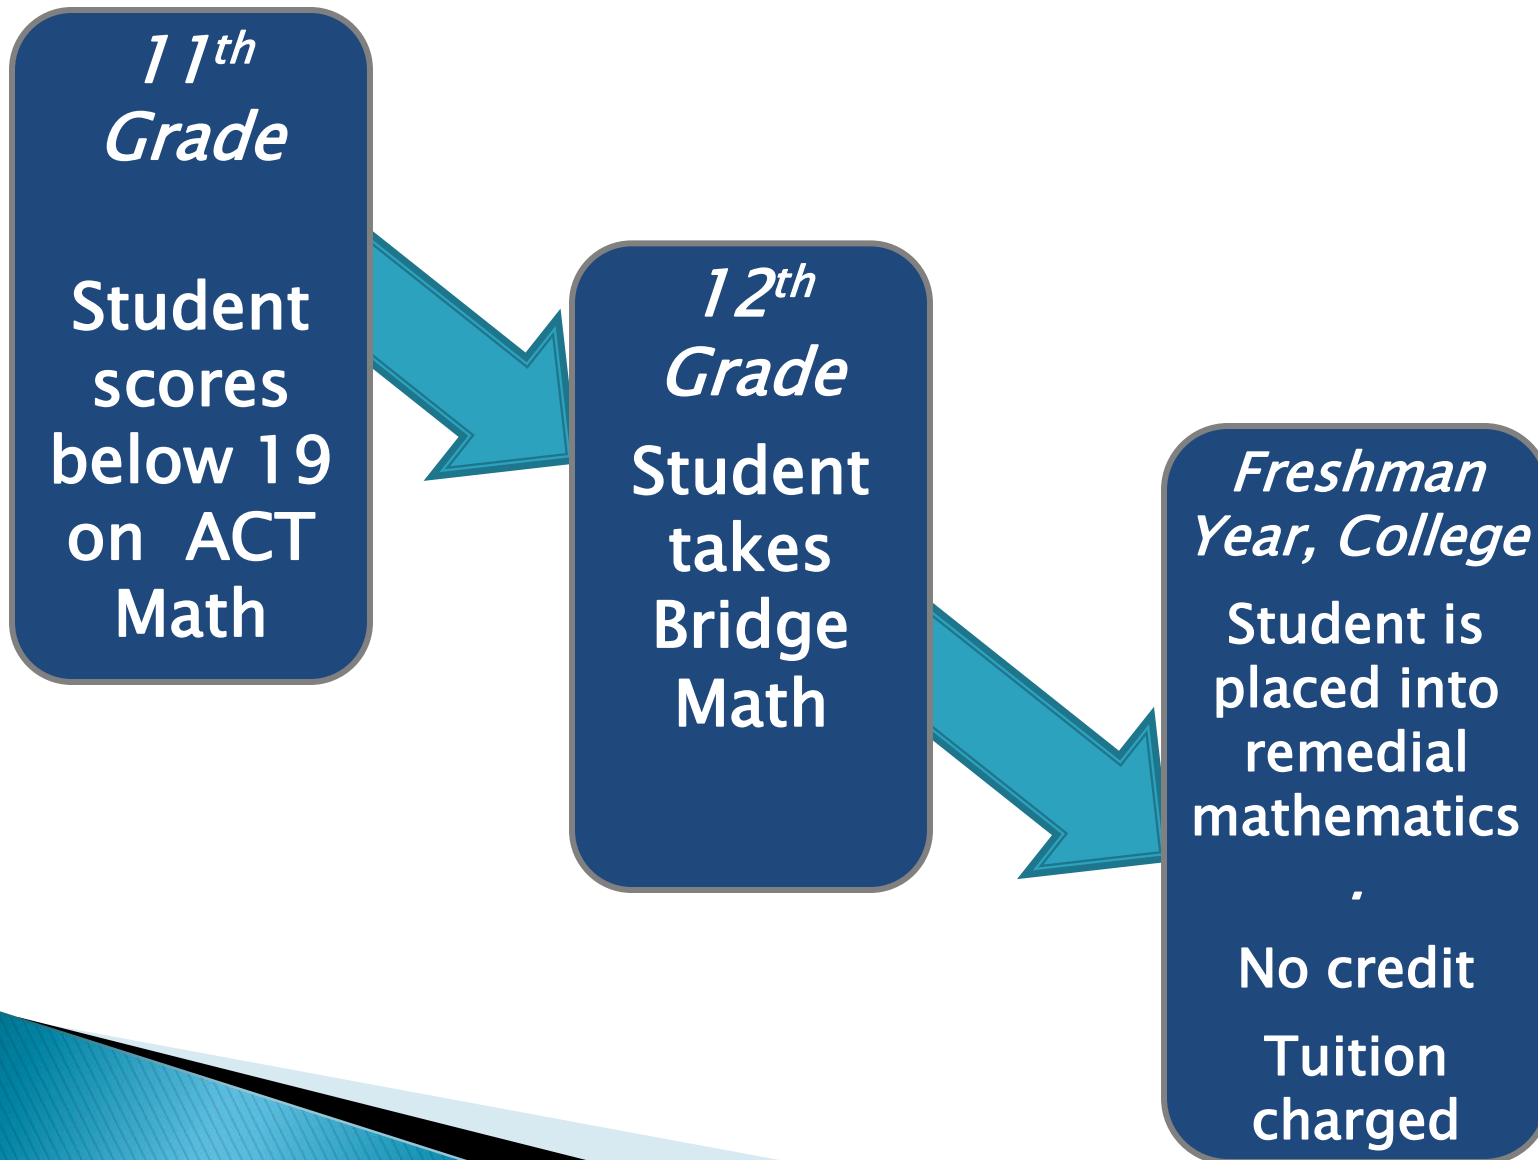 11th
Grade
Student
scores
below 19
on ACT
Math
12th
Grade
Student
takes
Bridge
Math
Freshman
Year, College
Student is
placed into
remedial
mathematics
.
No credit
Tuition
charged